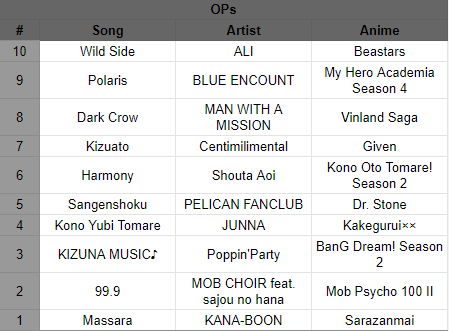 OPs
# Song Artist Anime
10 Wild Side ALI Beastars
9 Polaris BLUE ENCOUNT My Hero Academia
Season 4
8 Dark Crow MAN WITH A
MISSION Vinland Saga
7 Kizuato Centimilimental Given
6 Harmony Shouta Aoi Kono Oto Tomare!
Season 2
5 Sangenshoku PELICAN FANCLUB Dr. Stone
4 Kono Yubi Tomare JUNNA Kakegurui××
3 KIZUNA MUSIC♪ Poppin'Party BanG Dream! Season
2
2 99.9 MOB CHOIR feat.
sajou no hana Mob Psycho 100 II
1 Massara KANA-BOON Sarazanmai